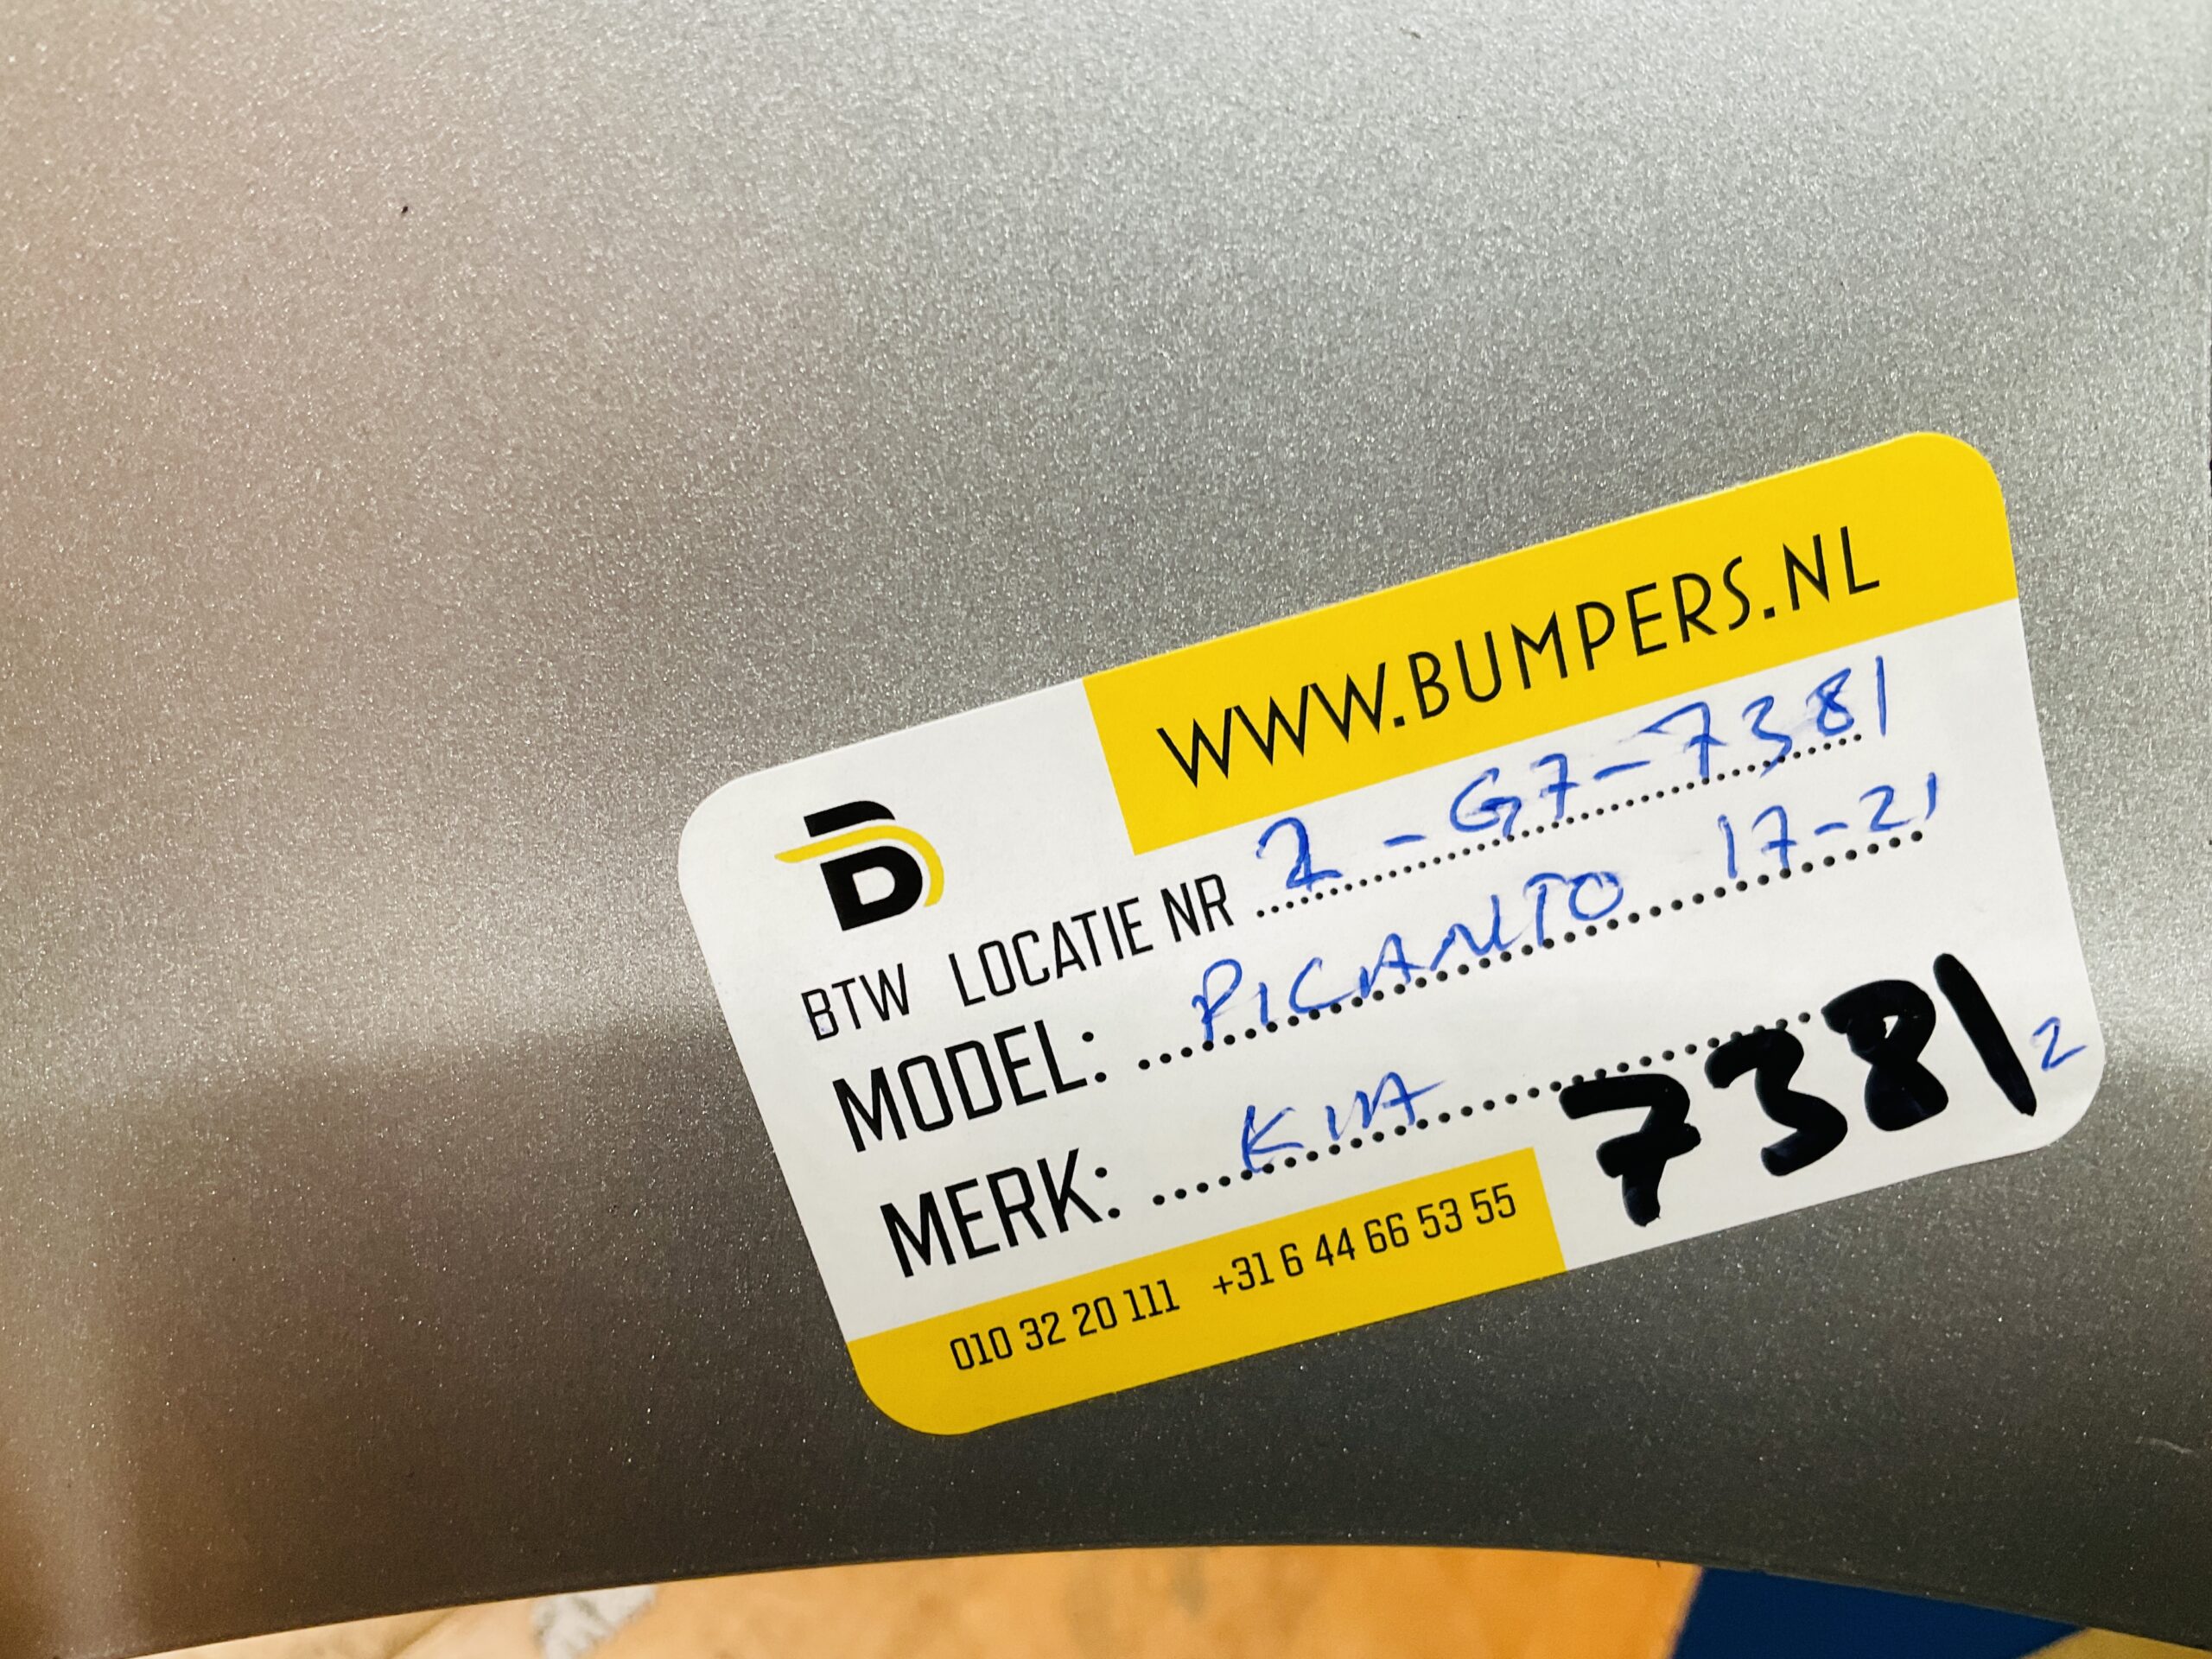 WWW.BUMPERS.NL
BTW LOCATIE NR 2 - G7-7381
MODEL: PICANTO 17-21
MERK: KIA
7381 2
010 32 20 111 +31 6 44 66 53 55